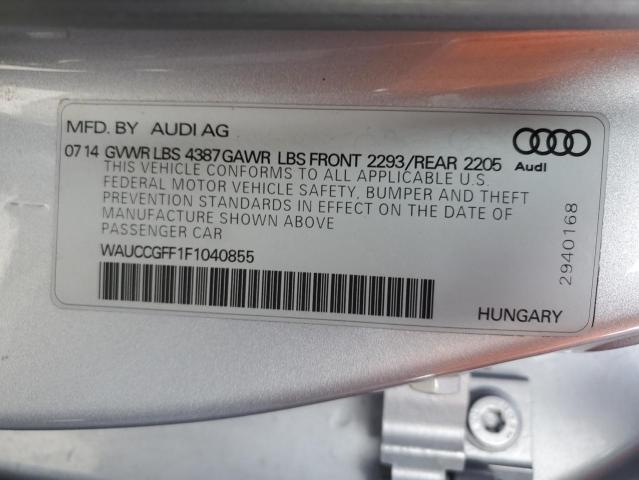 MFD. BY AUDI AG
07 14 GVWR LBS 4387 GAWR LBS FRONT 2293/REAR 2205
THIS VEHICLE CONFORMS TO ALL APPLICABLE U.S.
FEDERAL MOTOR VEHICLE SAFETY, BUMPER AND THEFT
PREVENTION STANDARDS IN EFFECT ON THE DATE OF
MANUFACTURE SHOWN ABOVE
PASSENGER CAR
WAUCCGFF1F1040855
HUNGARY
Audi
2940168